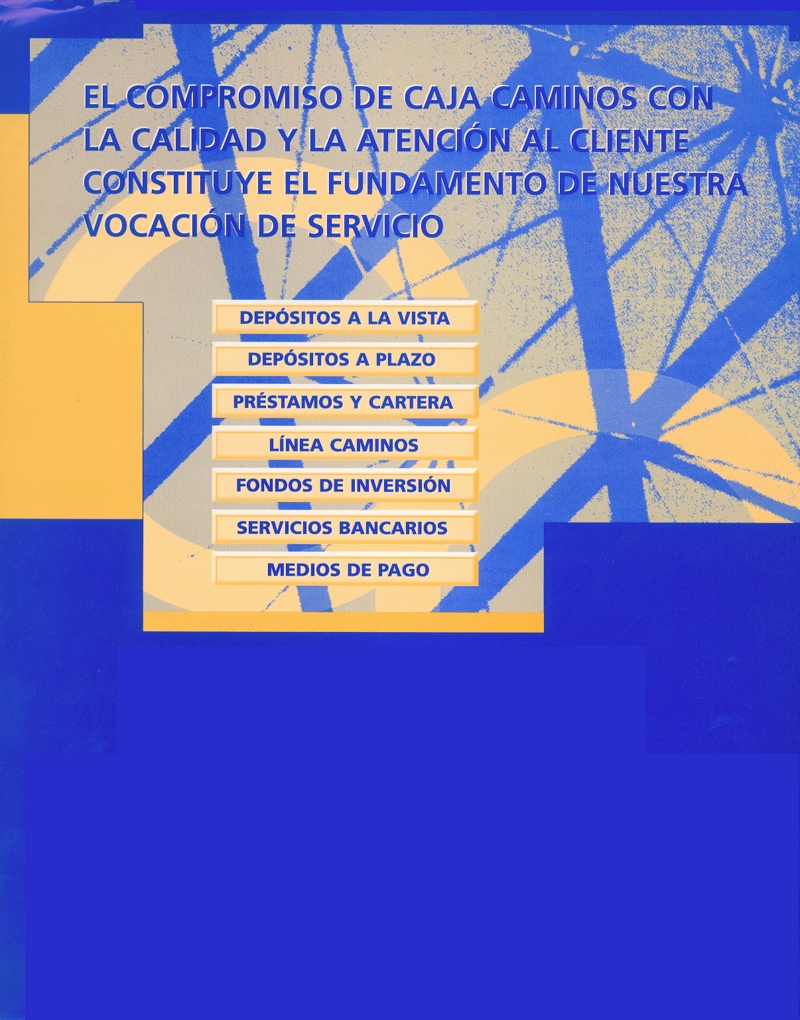 EL COMPROMISO DE CAJA CAMINOS CON
LA CALIDAD Y LA ATENCIÓN AL CLIENTE
CONSTITUYE EL FUNDAMENTO DE NUESTRA
VOCACIÓN DE SERVICIO
DEPÓSITOS A LA VISTA
DEPÓSITOS A PLAZO
PRÉSTAMOS Y CARTERA
LÍNEA CAMINOS
FONDOS DE INVERSIÓN
SERVICIOS BANCARIOS
MEDIOS DE PAGO